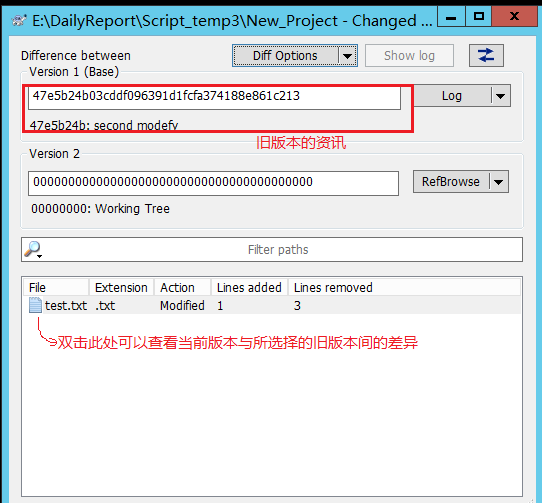 E:\DailyReport\Script_temp3\New_Project - Changed ...
Difference between
Diff Options
Show log
Version 1 (Base)
47e5b24b03cddf096391d1fcfa374188e861c213
Log
47e5b24b: second modefy
旧版本的资讯
Version 2
0000000000000000000000000000000000000000
RefBrowse
00000000: Working Tree
Filter paths
File Extension Action Lines added Lines removed
test.txt .txt Modified 1 3
双击此处可以查看当前版本与所选择的旧版本间的差异